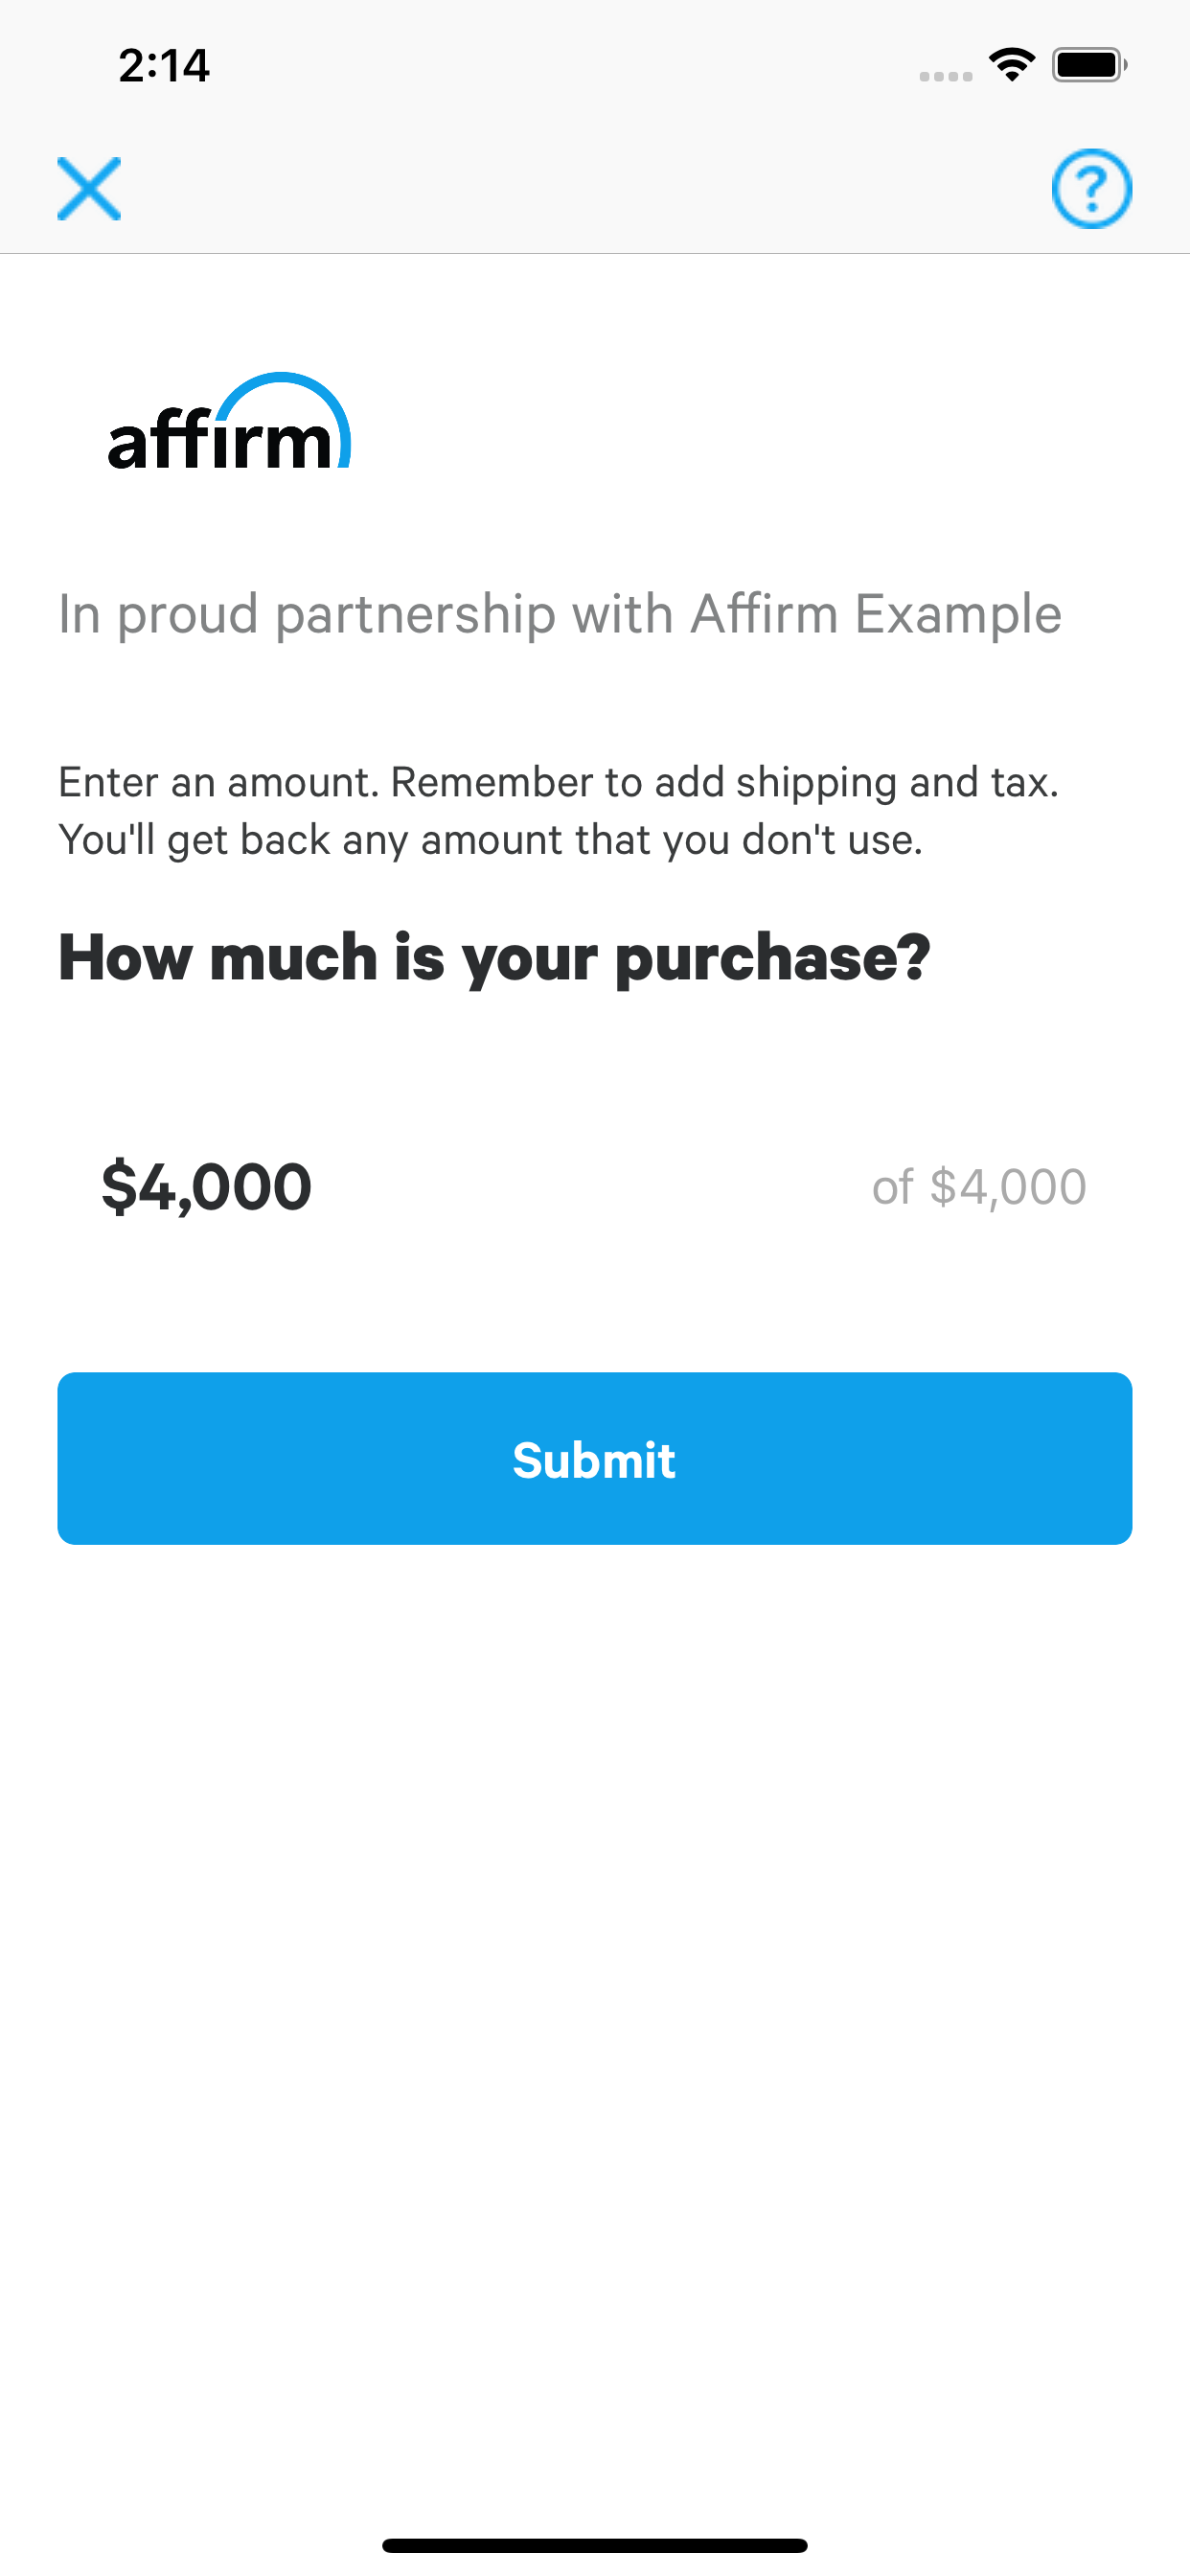 2:14
?
affirm
In proud partnership with Affirm Example
Enter an amount. Remember to add shipping and tax.
You'll get back any amount that you don't use.
How much is your purchase?
$4,000 of $4,000
Submit